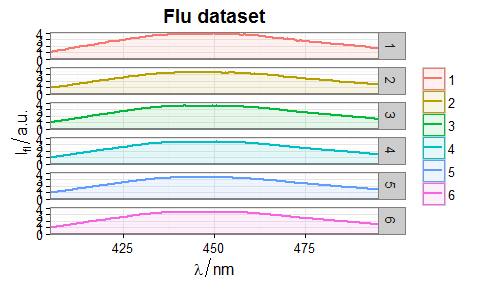 Flu dataset
I_fl / a.u.
4 2 0 1
4 2 0 2
4 2 0 3
4 2 0 4
4 2 0 5
4 2 0 6
425 450 475
λ/nm
1
2
3
4
5
6